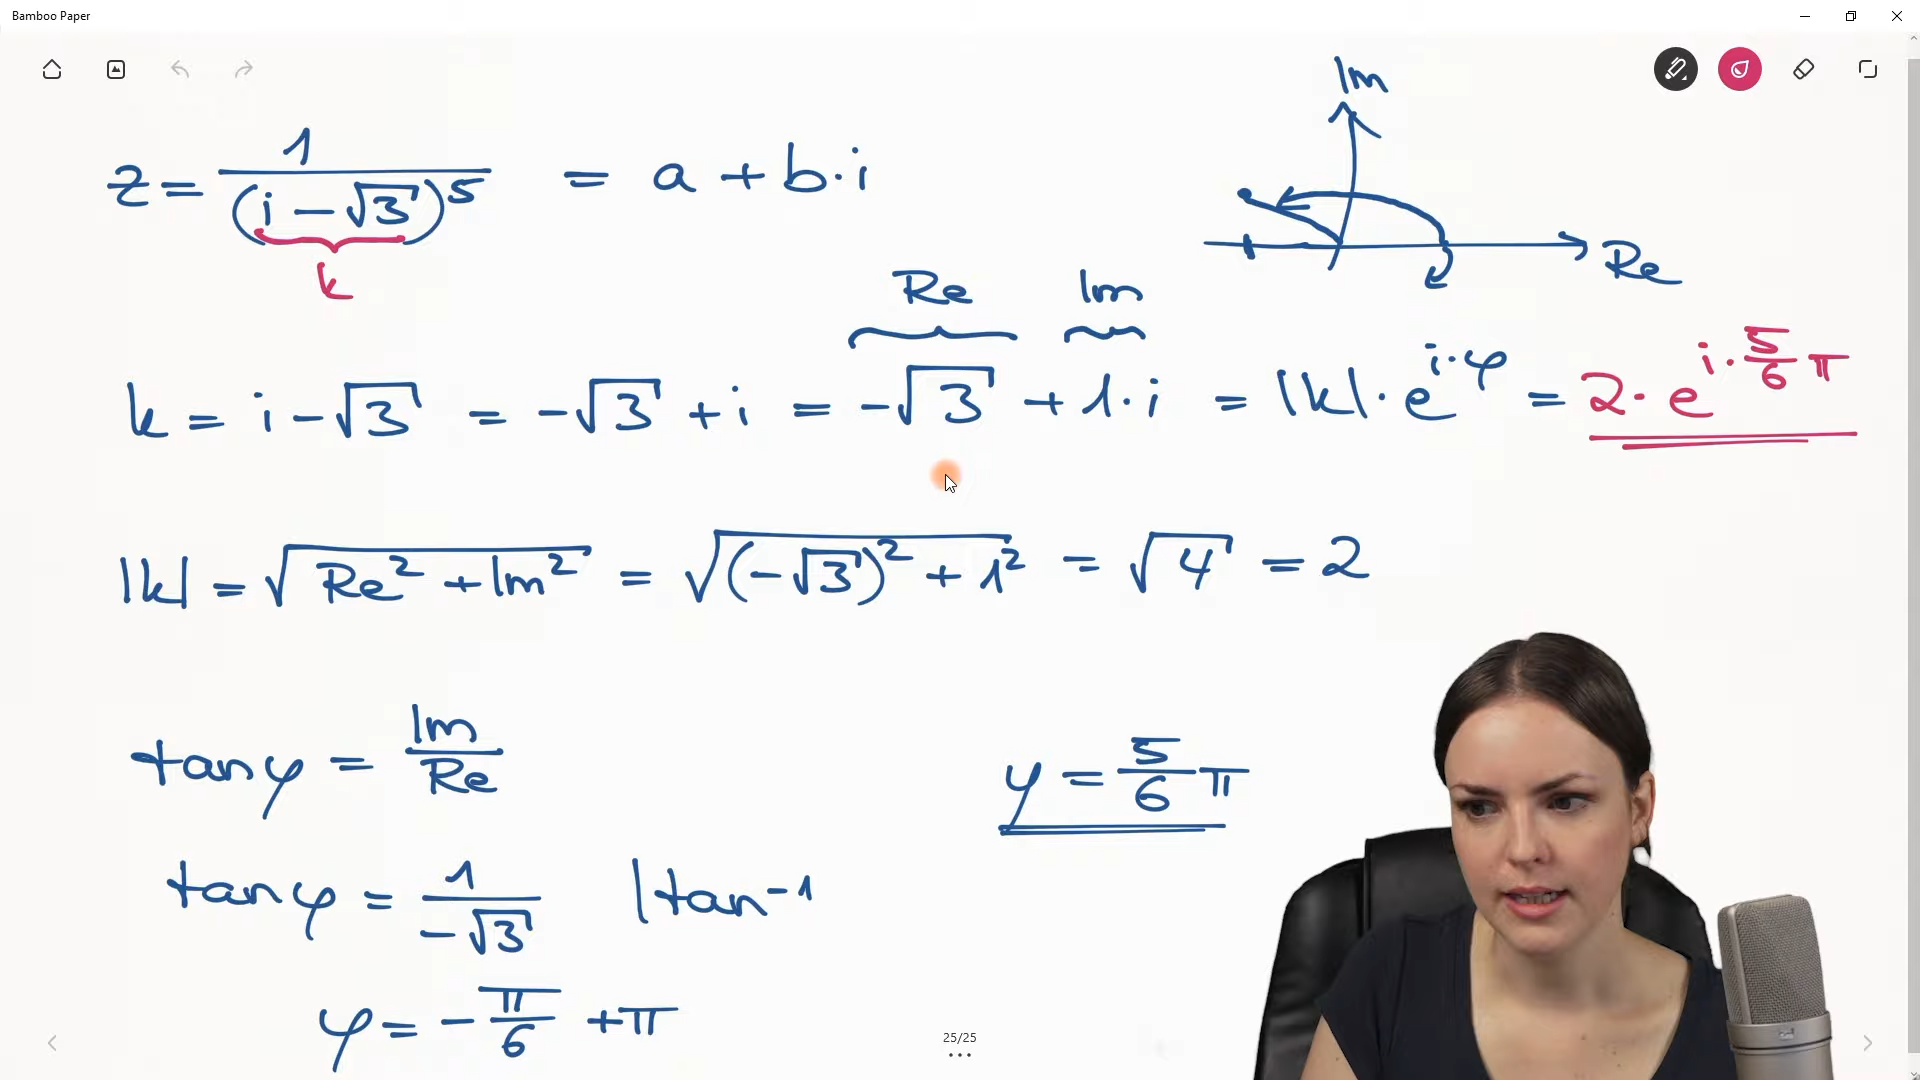 Bamboo Paper
Im
z = 1/(i − √3)^5 = a + b·i
k
Re
Re Im
k = i − √3 = −√3 + i = −√3 + 1·i = |k|·e^(i·φ) = 2·e^(i·5/6 π)
|k| = √(Re² + Im²) = √((−√3)² + 1²) = √4 = 2
tan φ = Im/Re
φ = 5/6 π
tan φ = 1/−√3 |tan⁻¹
φ = −π/6 + π
25/25